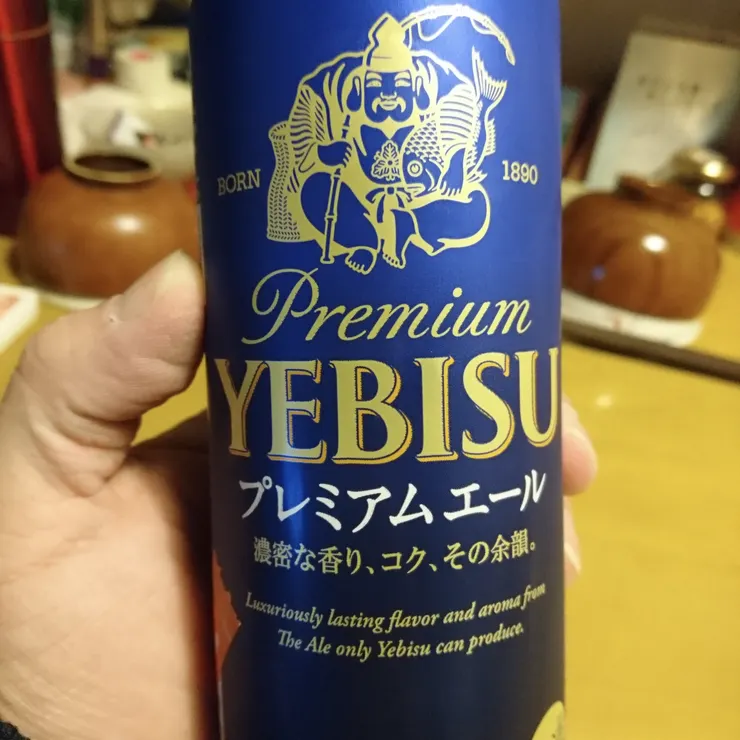 BORN 1890
Premium
YEBISU
プレミアム エール
濃密な香り、コク、その余韻。
Luxuriously lasting flavor and aroma from
The Ale only Yebisu can produce.